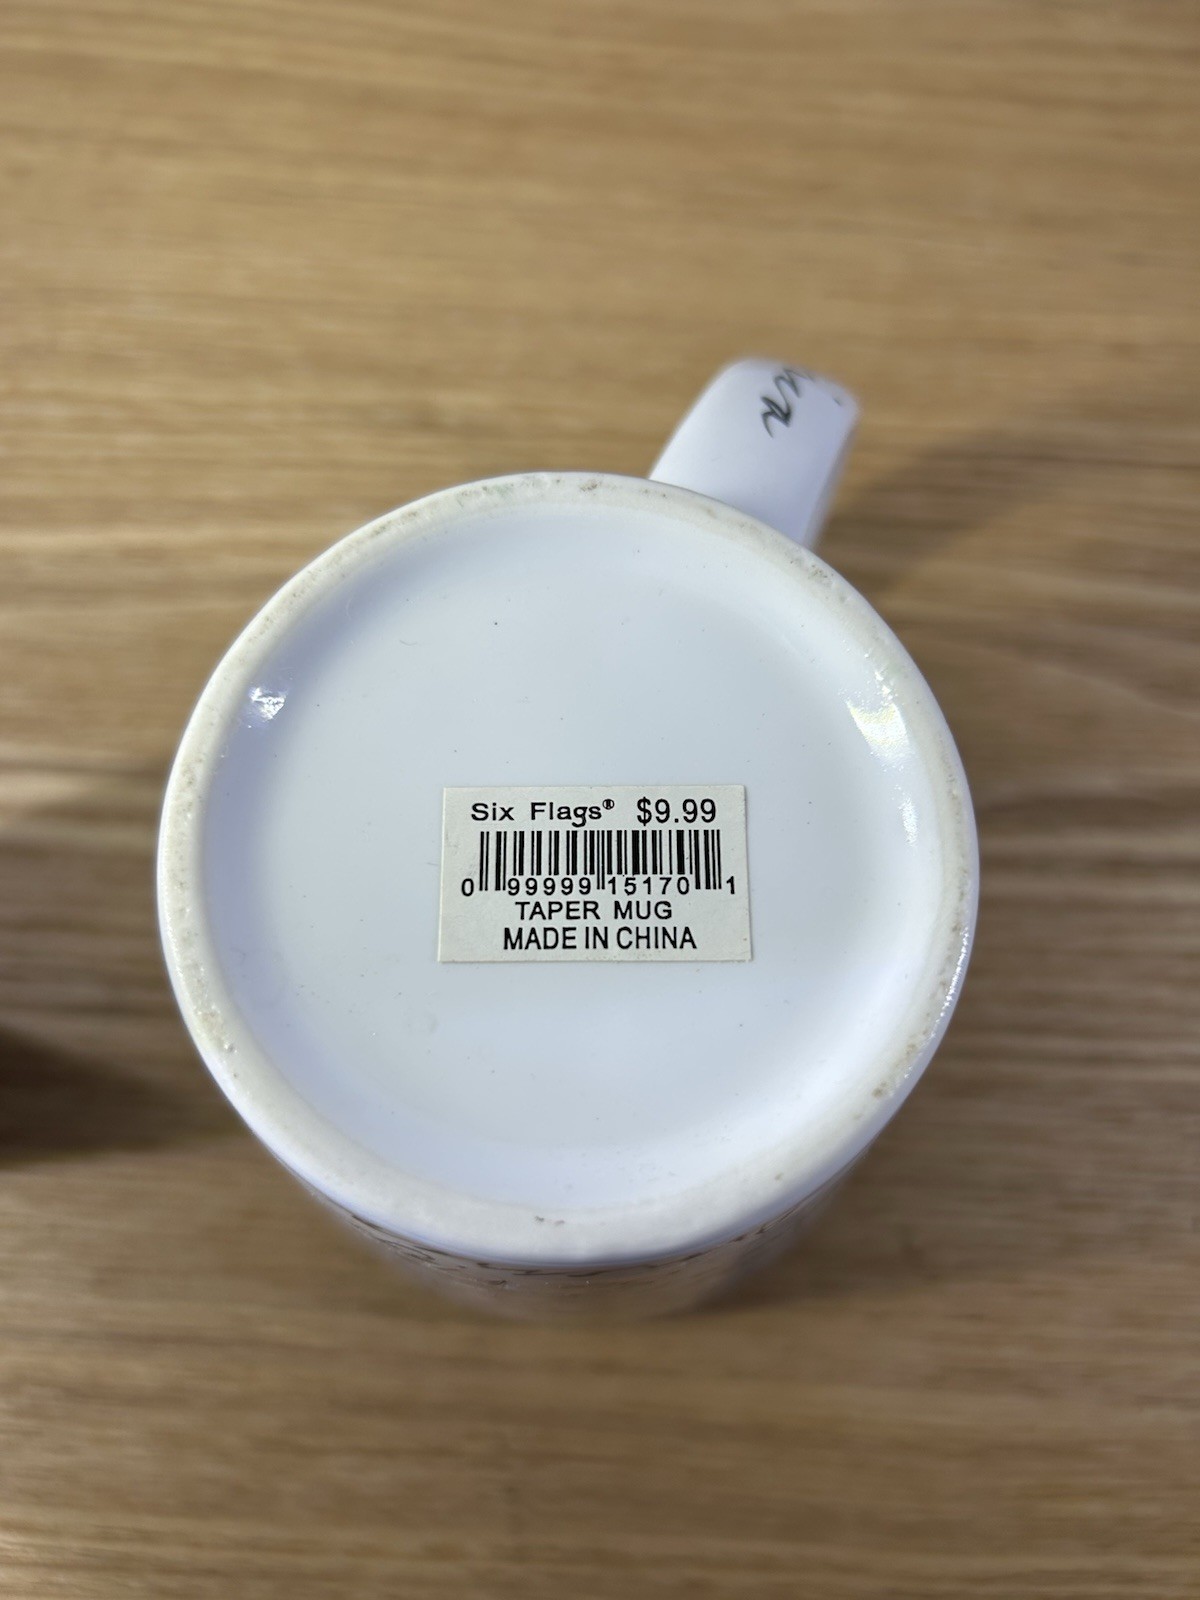 Six Flags® $9.99
0 99999 15170 1
TAPER MUG
MADE IN CHINA